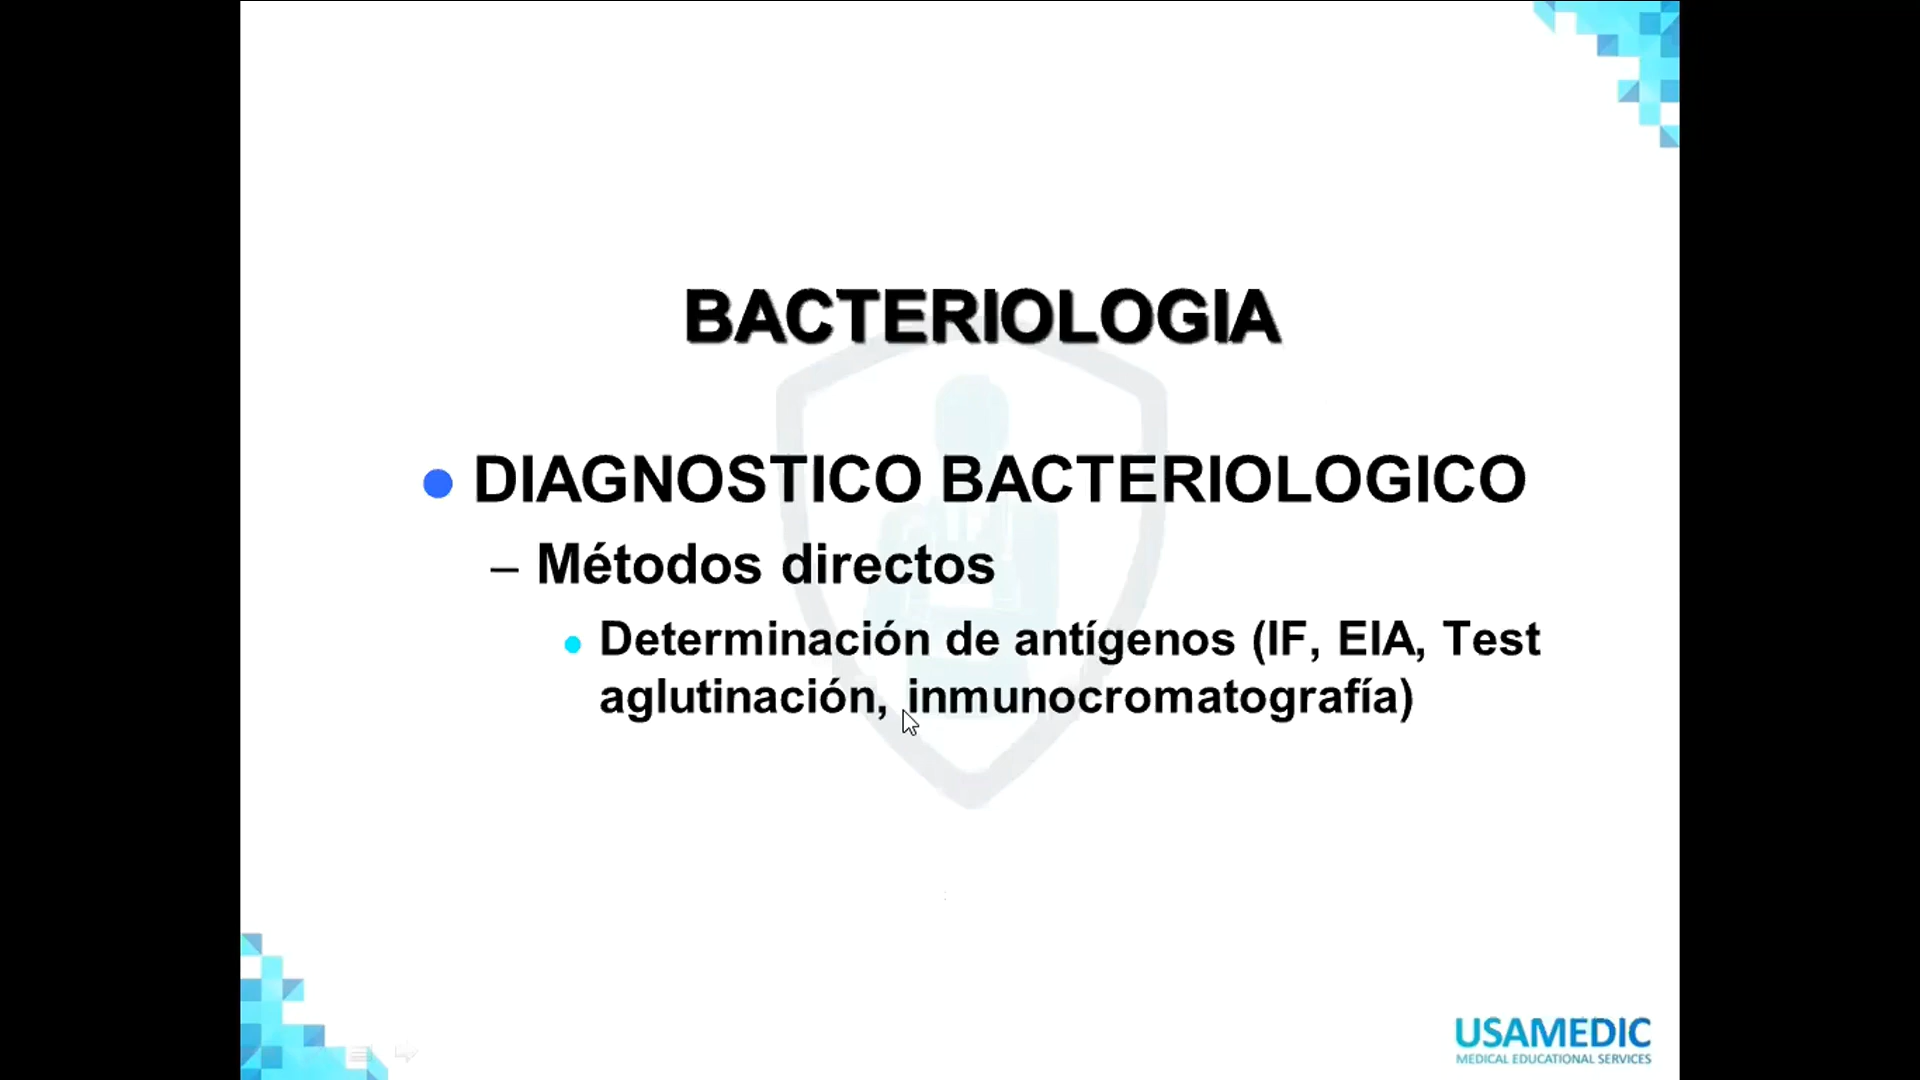 BACTERIOLOGIA
● DIAGNOSTICO BACTERIOLOGICO
– Métodos directos
● Determinación de antígenos (IF, EIA, Test
aglutinación, inmunocromatografía)
USAMEDIC
MEDICAL EDUCATIONAL SERVICES